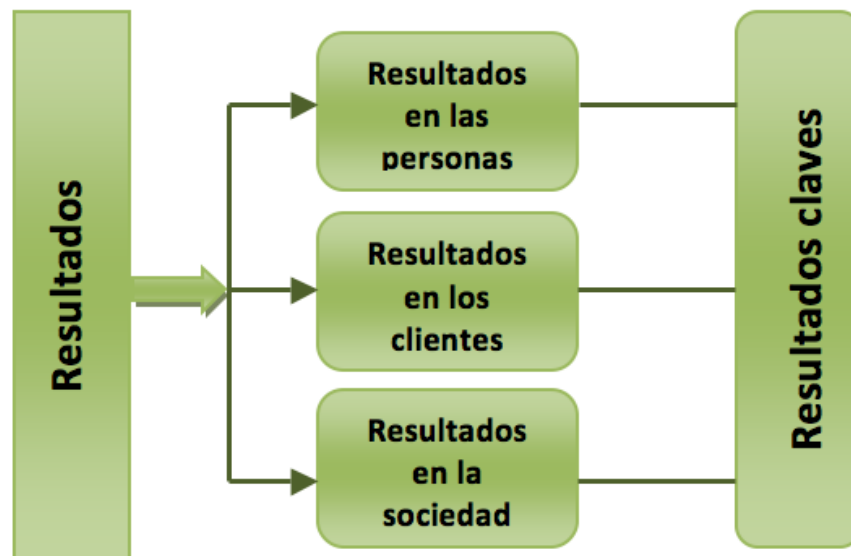 Resultados
Resultados
en las
personas
Resultados
en los
clientes
Resultados
en la
sociedad
Resultados claves